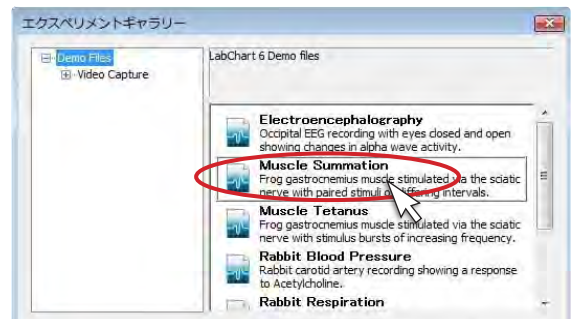 エクスペリメントギャラリー
Demo Files
Video Capture
LabChart 6 Demo files
Electroencephalography
Occipital EEG recording with eyes closed and open
showing changes in alpha wave activity.
Muscle Summation
Frog gastrocnemius muscle stimulated via the sciatic
nerve with paired stimuli of differing intervals.
Muscle Tetanus
Frog gastrocnemius muscle stimulated via the sciatic
nerve with stimulus bursts of increasing frequency.
Rabbit Blood Pressure
Rabbit carotid artery recording showing a response
to Acetylcholine.
Rabbit Respiration